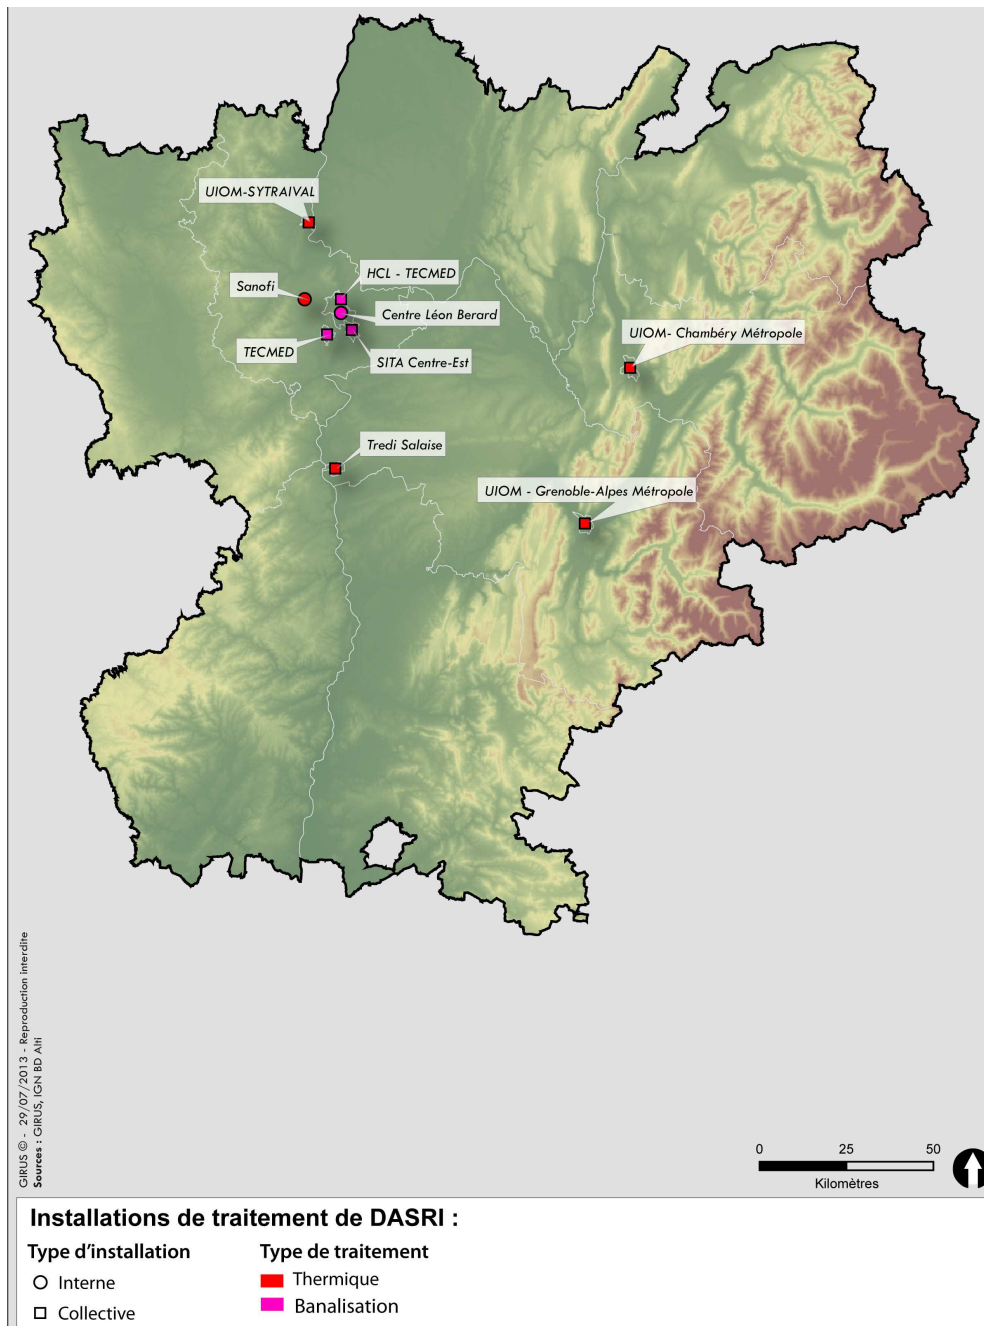 UIOM-SYTRAIVAL
Sanofi
HCL - TECMED
Centre Léon Berard
TECMED
SITA Centre-Est
UIOM- Chambéry Métropole
Tredi Salaise
UIOM - Grenoble-Alpes Métropole
GIRUS © - 29/07/2013 - Reproduction interdite
Sources : GIRUS, IGN BD Alti
0 25 50
Kilomètres
Installations de traitement de DASRI :
Type d'installation
Type de traitement
Interne
Thermique
Collective
Banalisation